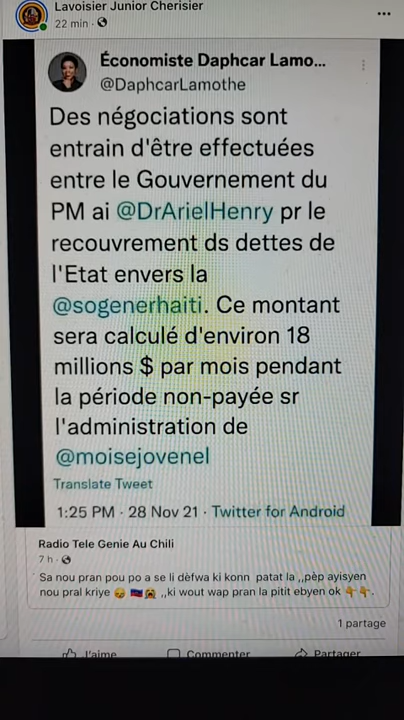 Lavoisier Junior Cherisier
22 min ·
Économiste Daphcar Lamo...
@DaphcarLamothe
Des négociations sont
entrain d'être effectuées
entre le Gouvernement du
PM ai @DrArielHenry pr le
recouvrement ds dettes de
l'Etat envers la
@sogenerhaiti. Ce montant
sera calculé d'environ 18
millions $ par mois pendant
la période non-payée sr
l'administration de
@moisejovenel
Translate Tweet
1:25 PM · 28 Nov 21 · Twitter for Android
Radio Tele Genie Au Chili
7 h ·
Sa nou pran pou po a se li dèfwa ki konn patat la ,,pèp ayisyen
nou pral kriye 😪 🇭🇹😭 ,,ki wout wap pran la pitit ebyen ok 👇👇.
1 partage
J'aime
Commenter
Partager